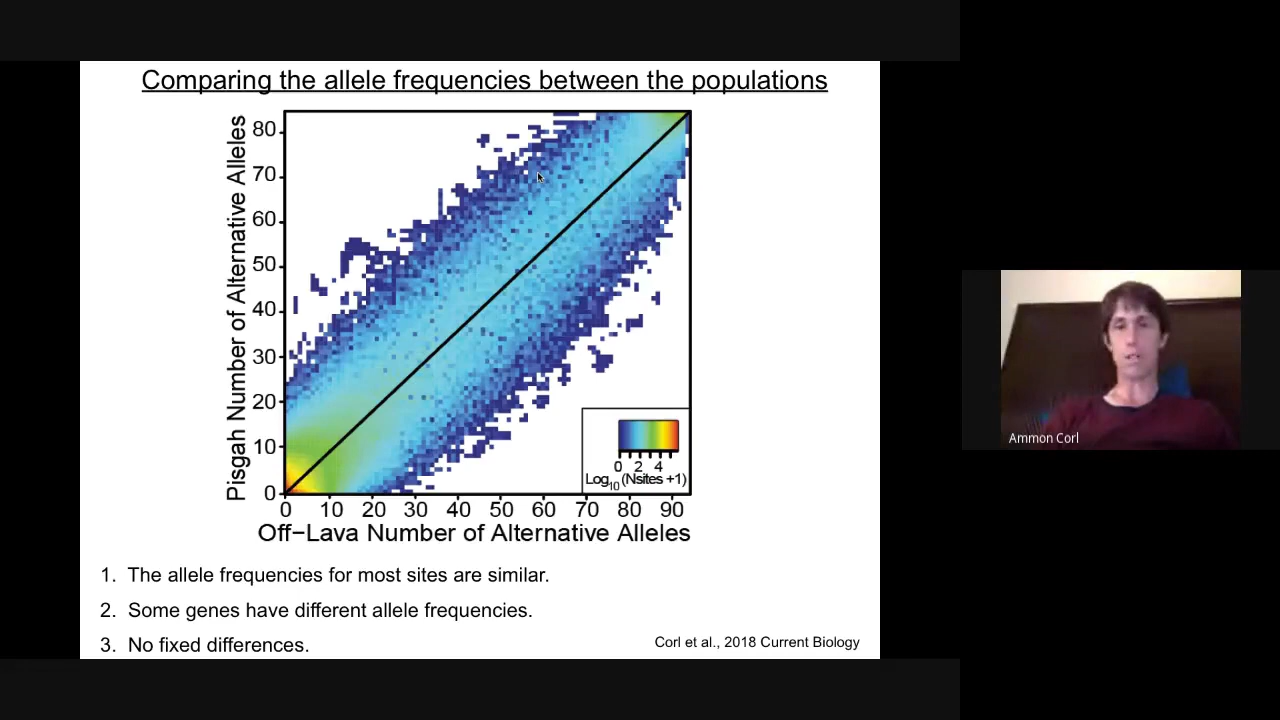 Comparing the allele frequencies between the populations
Pisgah Number of Alternative Alleles
80
70
60
50
40
30
20
10
0
0 10 20 30 40 50 60 70 80 90
Off−Lava Number of Alternative Alleles
0 2 4
Log10(Nsites +1)
1. The allele frequencies for most sites are similar.
2. Some genes have different allele frequencies.
3. No fixed differences.
Corl et al., 2018 Current Biology
Ammon Corl